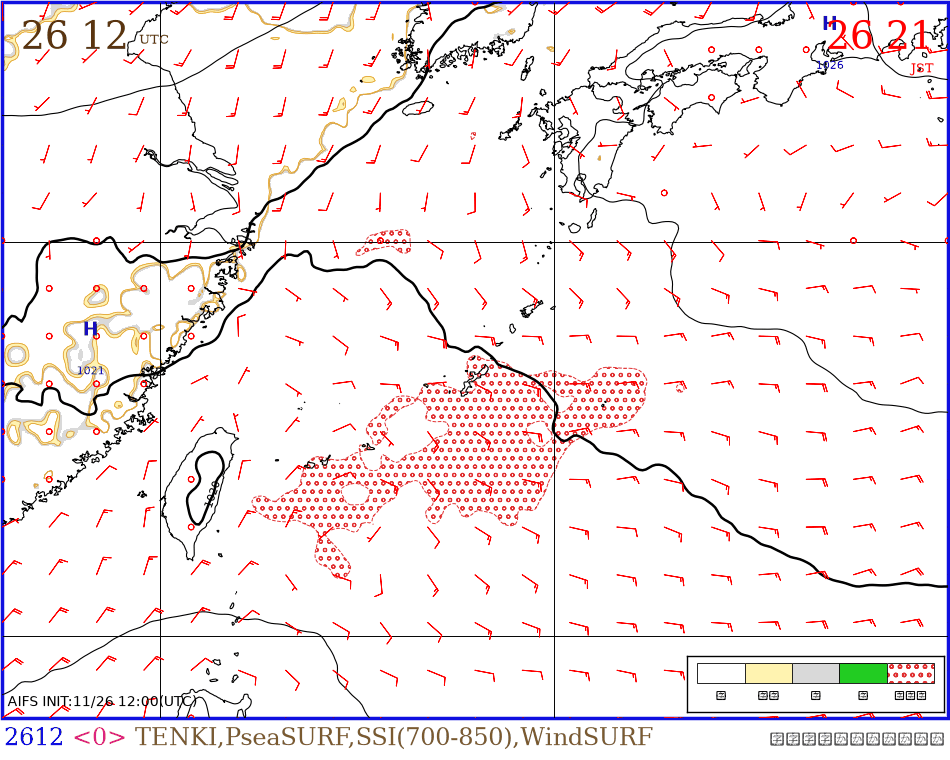 26 12 UTC
26 21 JST
H
1026
H
1021
1020
AIFS INIT:11/26 12:00(UTC)
2612 <0> TENKI,PseaSURF,SSI(700-850),WindSURF